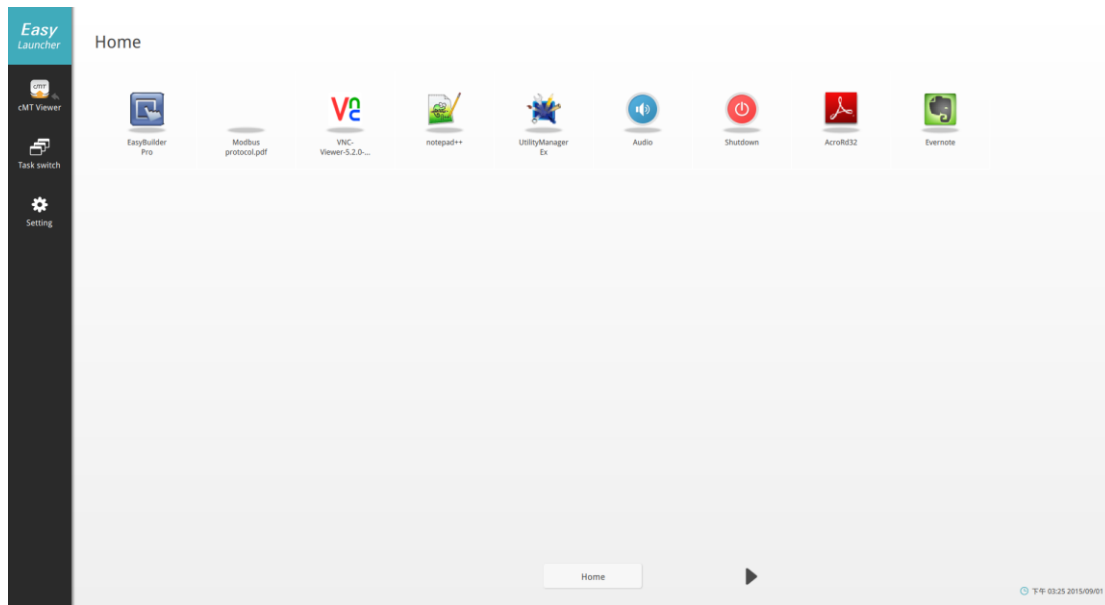 Easy
Launcher
Home
cMT
cMT Viewer
Task switch
Setting
EasyBuilder
Pro
Modbus
protocol.pdf
VNC-
Viewer-5.2.0-...
notepad++
UtilityManager
Ex
Audio
Shutdown
AcroRd32
Evernote
Home
下午 03:25 2015/09/01